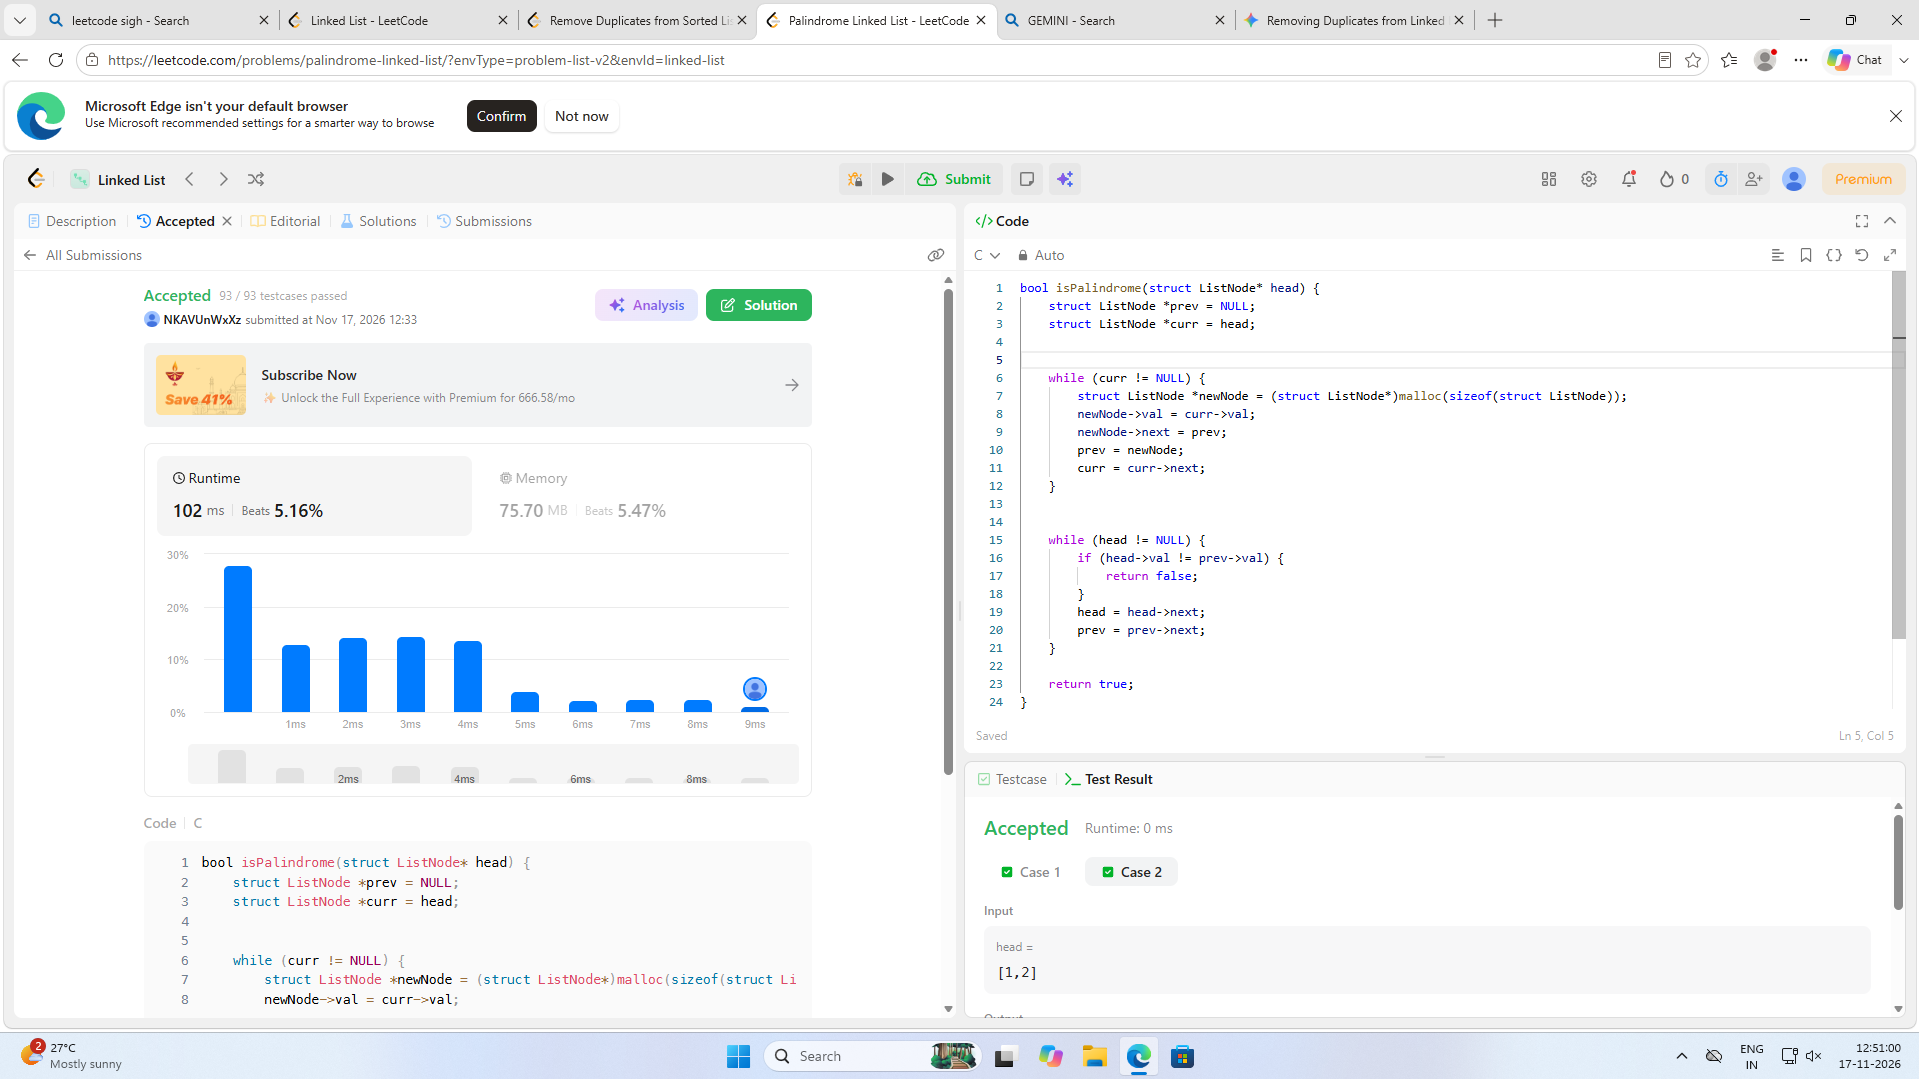 leetcode sigh - Search
Linked List - LeetCode
Remove Duplicates from Sorted Lis
Palindrome Linked List - LeetCode
GEMINI - Search
Removing Duplicates from Linked
https://leetcode.com/problems/palindrome-linked-list/?envType=problem-list-v2&envId=linked-list
Chat
Microsoft Edge isn't your default browser
Use Microsoft recommended settings for a smarter way to browse
Confirm
Not now
Linked List
Submit
0
Premium
Description
Accepted
Editorial
Solutions
Submissions
All Submissions
Accepted 93 / 93 testcases passed
NKAVUnWxXz submitted at Nov 17, 2026 12:33
Analysis
Solution
Save 41%
Subscribe Now
✨ Unlock the Full Experience with Premium for 666.58/mo
Runtime
102 ms | Beats 5.16%
Memory
75.70 MB | Beats 5.47%
30%
20%
10%
0%
1ms 2ms 3ms 4ms 5ms 6ms 7ms 8ms 9ms
2ms 4ms 6ms 8ms
Code | C
1 bool isPalindrome(struct ListNode* head) {
2     struct ListNode *prev = NULL;
3     struct ListNode *curr = head;
4
5
6     while (curr != NULL) {
7         struct ListNode *newNode = (struct ListNode*)malloc(sizeof(struct Li
8         newNode->val = curr->val;
</> Code
C
Auto
1 bool isPalindrome(struct ListNode* head) {
2     struct ListNode *prev = NULL;
3     struct ListNode *curr = head;
4
5
6     while (curr != NULL) {
7         struct ListNode *newNode = (struct ListNode*)malloc(sizeof(struct ListNode));
8         newNode->val = curr->val;
9         newNode->next = prev;
10         prev = newNode;
11         curr = curr->next;
12     }
13
14
15     while (head != NULL) {
16         if (head->val != prev->val) {
17             return false;
18         }
19         head = head->next;
20         prev = prev->next;
21     }
22
23     return true;
24 }
Saved
Ln 5, Col 5
Testcase
Test Result
Accepted Runtime: 0 ms
Case 1
Case 2
Input
head =
[1,2]
Output
2
27°C
Mostly sunny
Search
ENG
IN
12:51:00
17-11-2026